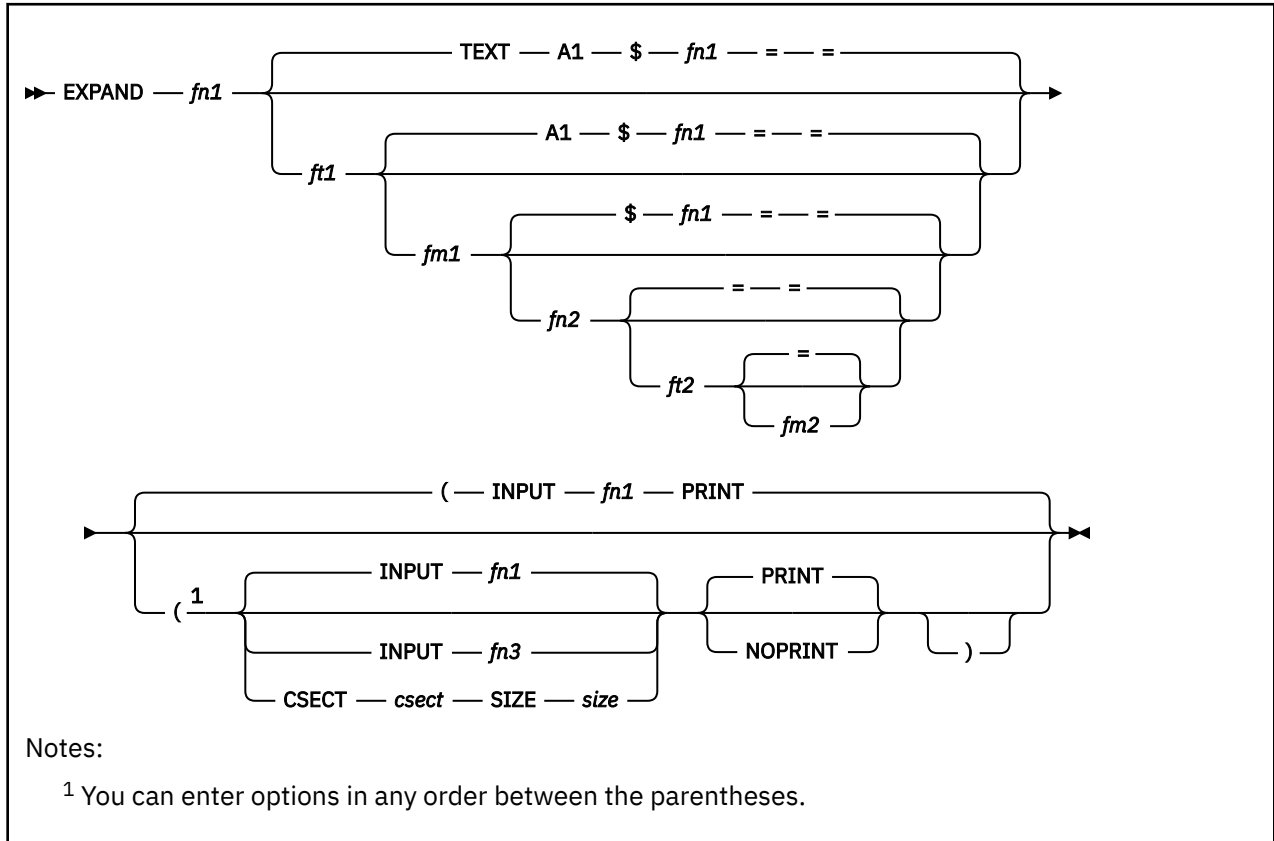 TEXT A1 $ fn1 = =
EXPAND fn1
A1 $ fn1 = =
ft1
$ fn1 = =
fm1
= =
fn2
=
ft2
fm2
( INPUT fn1 PRINT
INPUT fn1 PRINT
( 1
INPUT fn3 NOPRINT )
CSECT csect SIZE size
Notes:
1 You can enter options in any order between the parentheses.